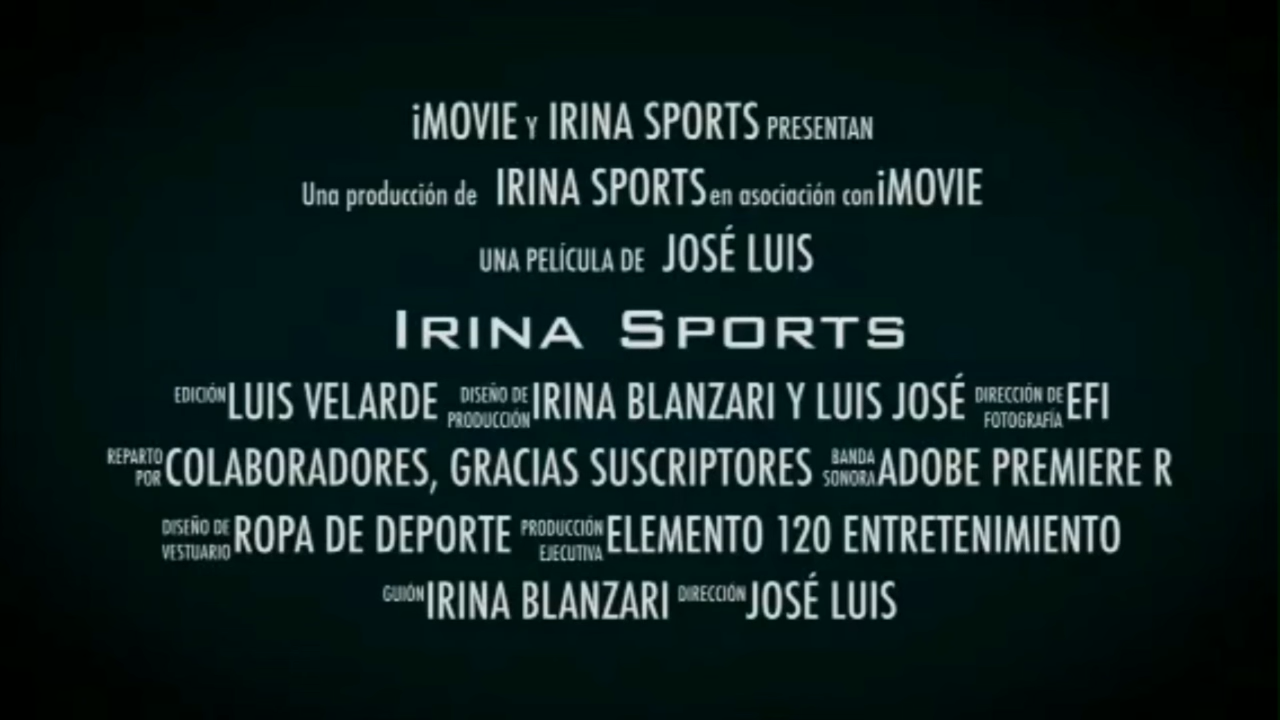 iMOVIE Y IRINA SPORTS PRESENTAN
Una producción de IRINA SPORTS en asociación con iMOVIE
UNA PELÍCULA DE JOSÉ LUIS
IRINA SPORTS
EDICIÓN LUIS VELARDE DISEÑO DE PRODUCCIÓN IRINA BLANZARI Y LUIS JOSÉ DIRECCIÓN DE FOTOGRAFÍA EFI
REPARTO POR COLABORADORES, GRACIAS SUSCRIPTORES BANDA SONORA ADOBE PREMIERE R
DISEÑO DE VESTUARIO ROPA DE DEPORTE PRODUCCIÓN EJECUTIVA ELEMENTO 120 ENTRETENIMIENTO
GUIÓN IRINA BLANZARI DIRECCIÓN JOSÉ LUIS